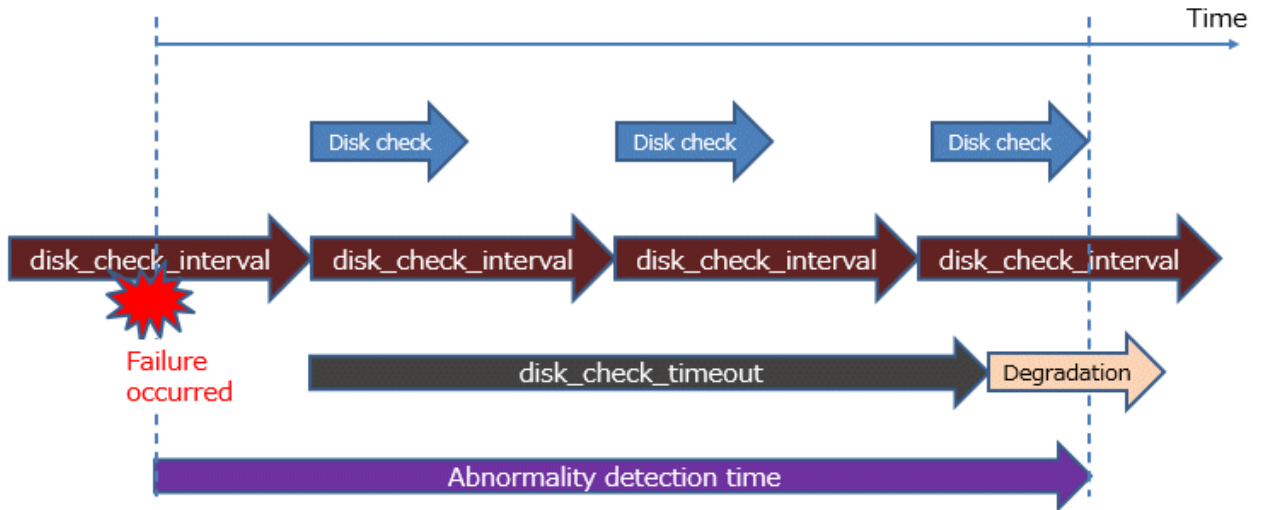 Time
Disk check
Disk check
Disk check
disk_check_interval
disk_check_interval
disk_check_interval
disk_check_interval
Failure
occurred
disk_check_timeout
Degradation
Abnormality detection time